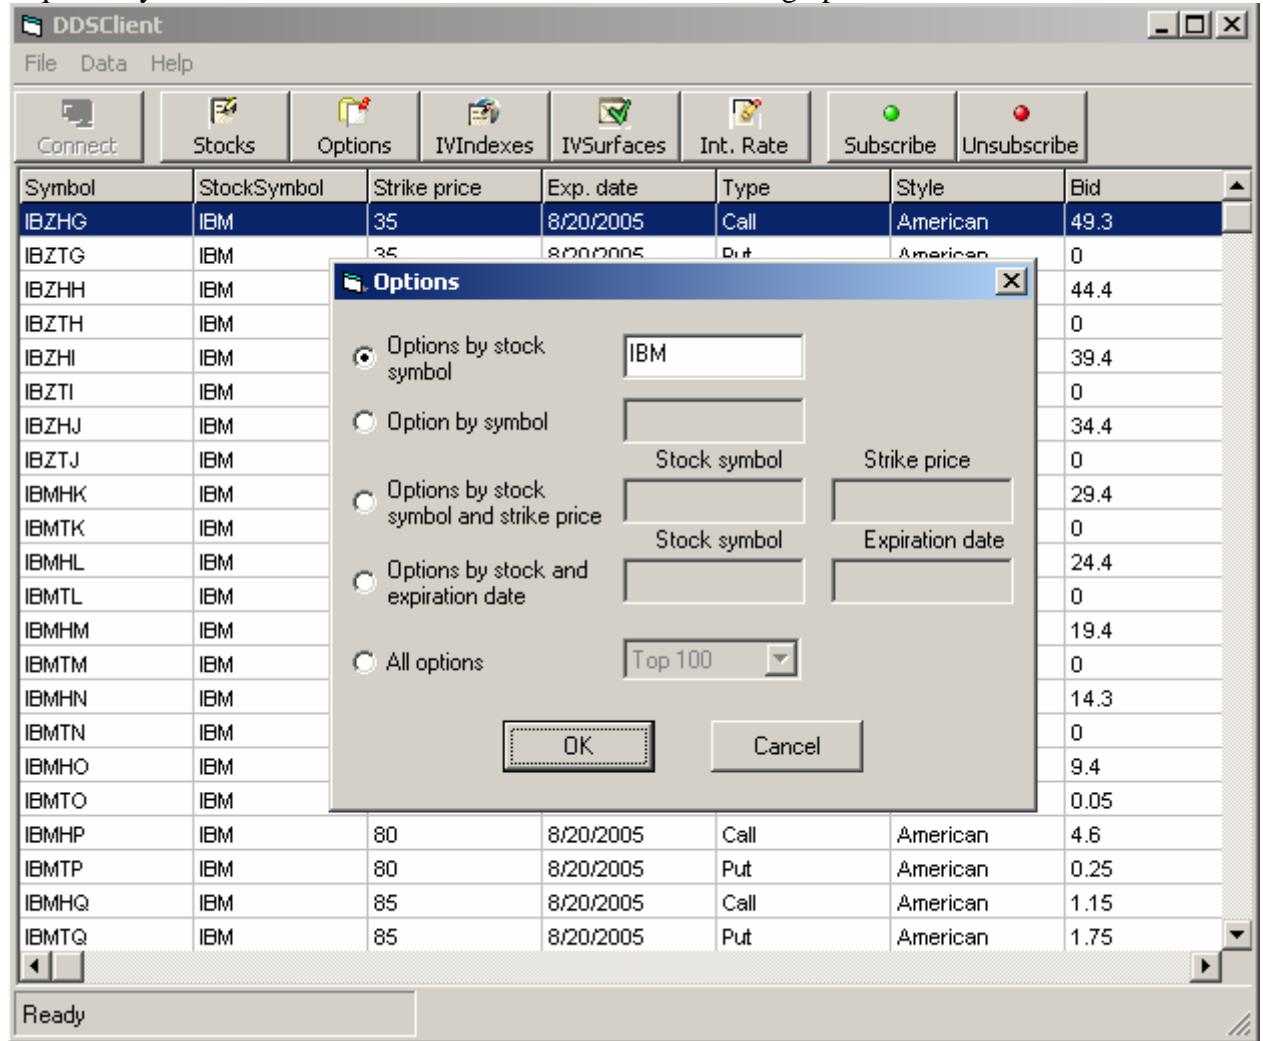 DDSClient
File Data Help
Connect Stocks Options IVIndexes IVSurfaces Int. Rate Subscribe Unsubscribe
Symbol StockSymbol Strike price Exp. date Type Style Bid
IBZHG IBM 35 8/20/2005 Call American 49.3
IBZTG IBM 35 8/20/2005 Put American 0
Options
IBZHH IBM 44.4
IBZTH IBM 0
Options by stock symbol IBM
IBZHI IBM 39.4
IBZTI IBM 0
Option by symbol
IBZHJ IBM 34.4
Stock symbol Strike price
IBZTJ IBM 0
Options by stock symbol and strike price
IBMHK IBM 29.4
IBMTK IBM 0
Stock symbol Expiration date
IBMHL IBM 24.4
Options by stock and expiration date
IBMTL IBM 0
IBMHM IBM 19.4
All options Top 100
IBMTM IBM 0
IBMHN IBM 14.3
IBMTN IBM 0
OK Cancel
IBMHO IBM 9.4
IBMTO IBM 0.05
IBMHP IBM 80 8/20/2005 Call American 4.6
IBMTP IBM 80 8/20/2005 Put American 0.25
IBMHQ IBM 85 8/20/2005 Call American 1.15
IBMTQ IBM 85 8/20/2005 Put American 1.75
Ready